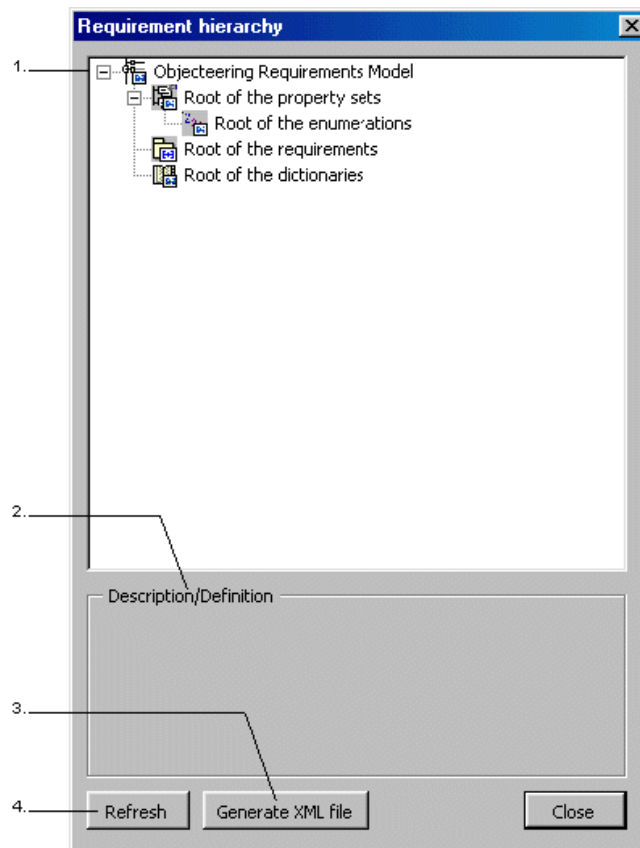 Requirement hierarchy
1.
Objecteering Requirements Model
Root of the property sets
Root of the enumerations
Root of the requirements
Root of the dictionaries
2.
Description/Definition
3.
4.
Refresh
Generate XML file
Close